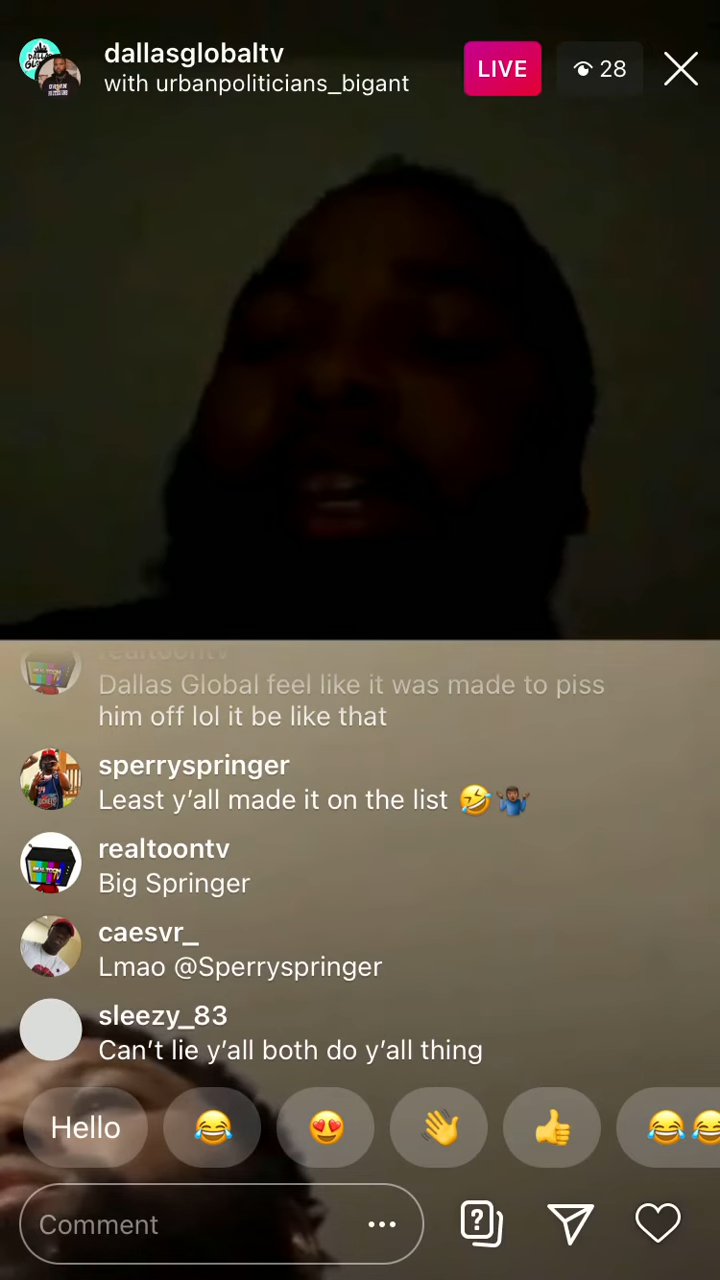 dallasglobaltv
with urbanpoliticians_bigant
LIVE
28
realtoontv
Dallas Global feel like it was made to piss
him off lol it be like that
sperryspringer
Least y’all made it on the list 🤣🤷🏾‍♂️
realtoontv
Big Springer
caesvr_
Lmao @Sperryspringer
sleezy_83
Can’t lie y’all both do y’all thing
Hello 😂 😍 👋 👍 😂😂
Comment